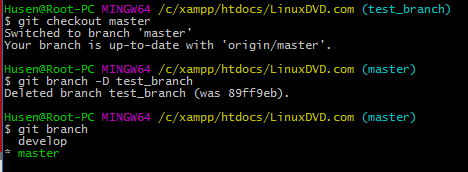 Husen@Root-PC MINGW64 /c/xampp/htdocs/LinuxDVD.com (test_branch)
$ git checkout master
Switched to branch 'master'
Your branch is up-to-date with 'origin/master'.
Husen@Root-PC MINGW64 /c/xampp/htdocs/LinuxDVD.com (master)
$ git branch -D test_branch
Deleted branch test_branch (was 89ff9eb).
Husen@Root-PC MINGW64 /c/xampp/htdocs/LinuxDVD.com (master)
$ git branch
  develop
* master